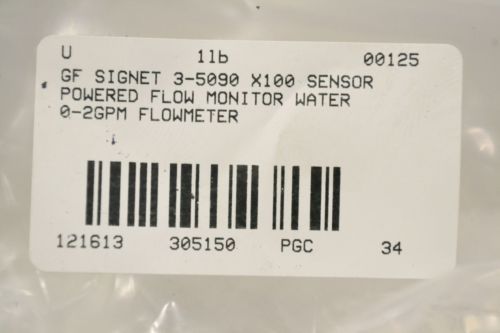 U 1lb 00125
GF SIGNET 3-5090 X100 SENSOR
POWERED FLOW MONITOR WATER
0-2GPM FLOWMETER
121613 305150 PGC 34